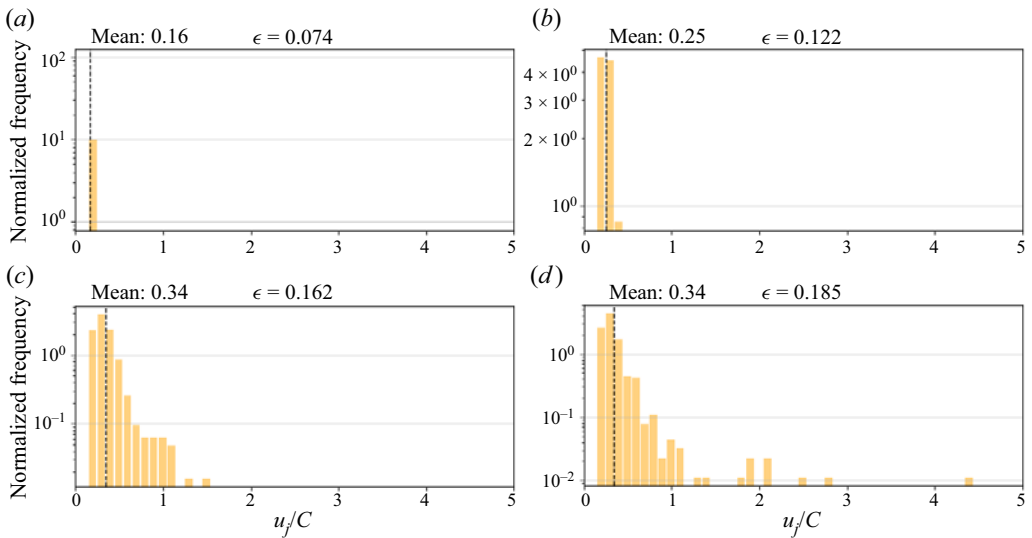 (a) (b)
Mean: 0.16 ϵ = 0.074 Mean: 0.25 ϵ = 0.122
Normalized frequency
10² 10¹ 10⁰
4 × 10⁰ 3 × 10⁰ 2 × 10⁰ 10⁰
0 1 2 3 4 5 0 1 2 3 4 5
(c) (d)
Mean: 0.34 ϵ = 0.162 Mean: 0.34 ϵ = 0.185
Normalized frequency
10⁰ 10⁻¹
10⁰ 10⁻¹ 10⁻²
0 1 2 3 4 5 0 1 2 3 4 5
uⱼ/C uⱼ/C